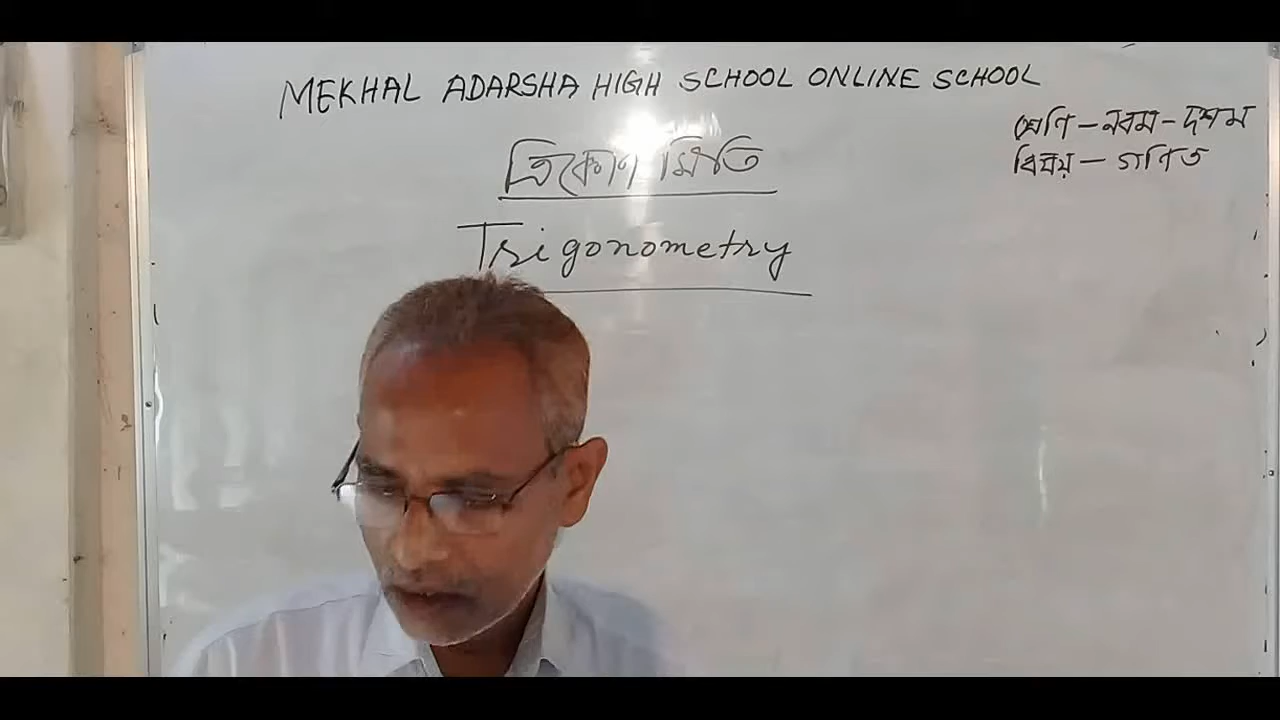 MEKHAL ADARSHA HIGH SCHOOL ONLINE SCHOOL
শ্রেণি – নবম – দশম
বিষয় – গণিত
ত্রিকোণমিতি
Trigonometry